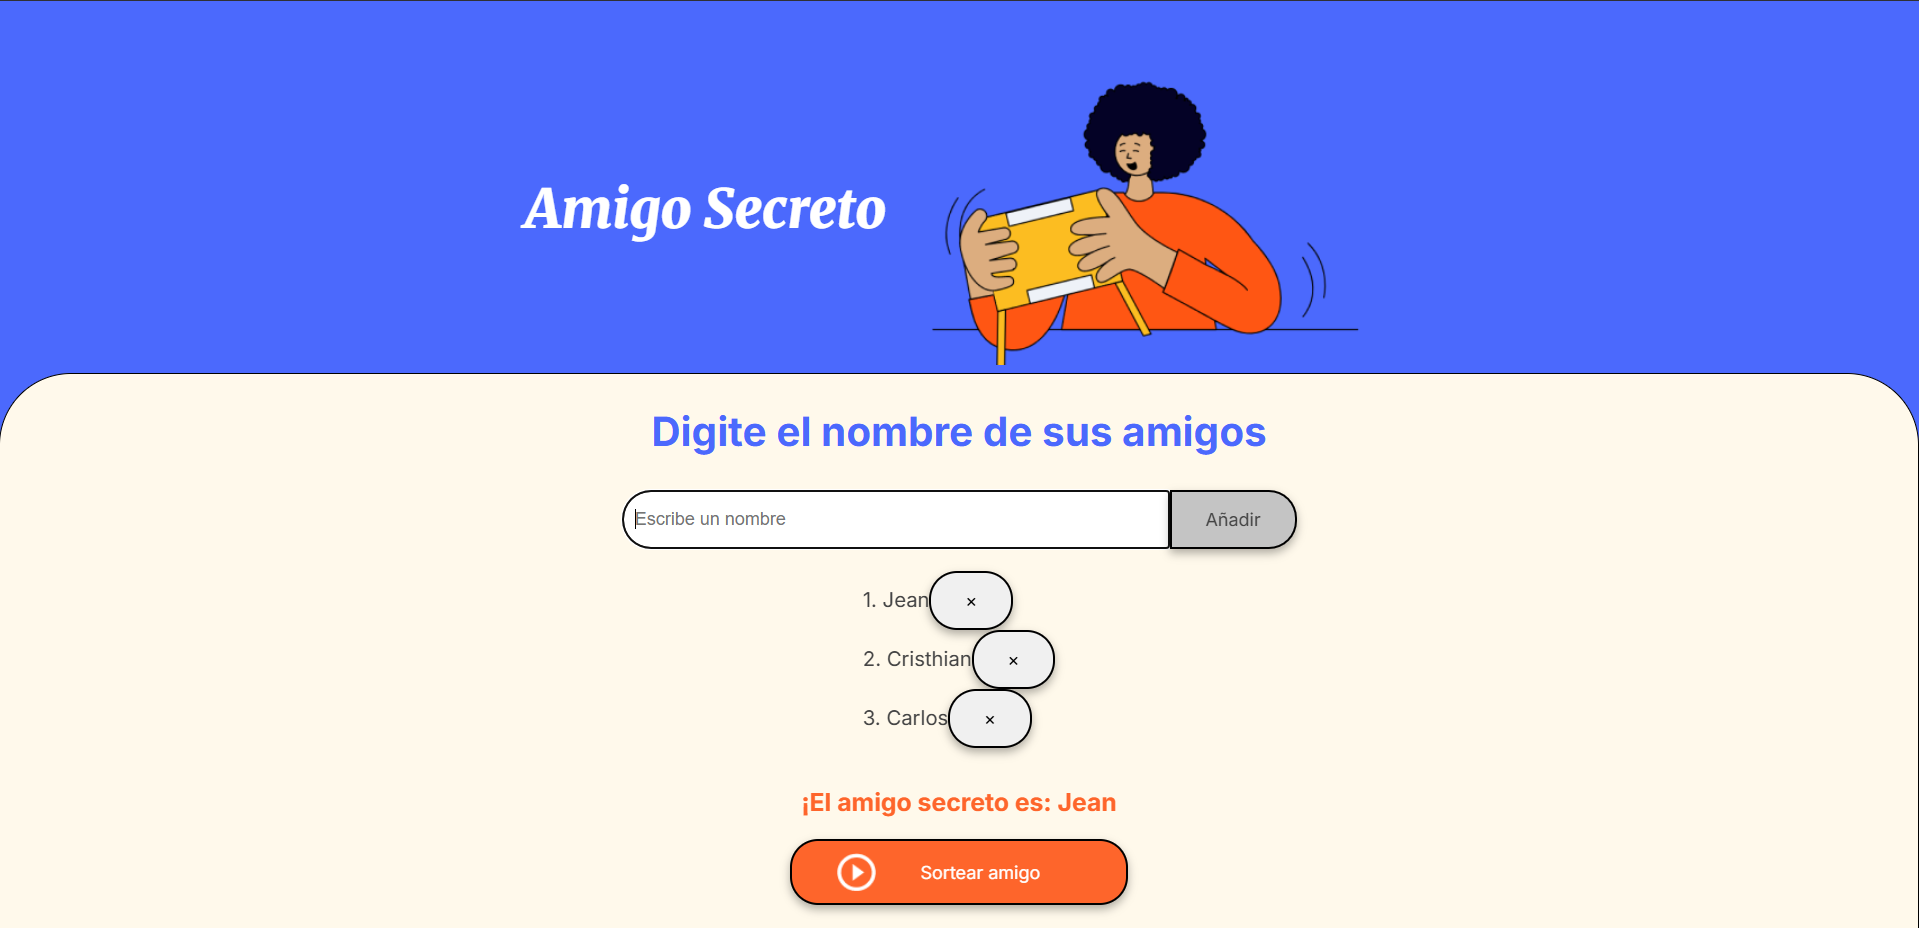 Amigo Secreto
Digite el nombre de sus amigos
Escribe un nombre
Añadir
1. Jean ×
2. Cristhian ×
3. Carlos ×
¡El amigo secreto es: Jean
Sortear amigo